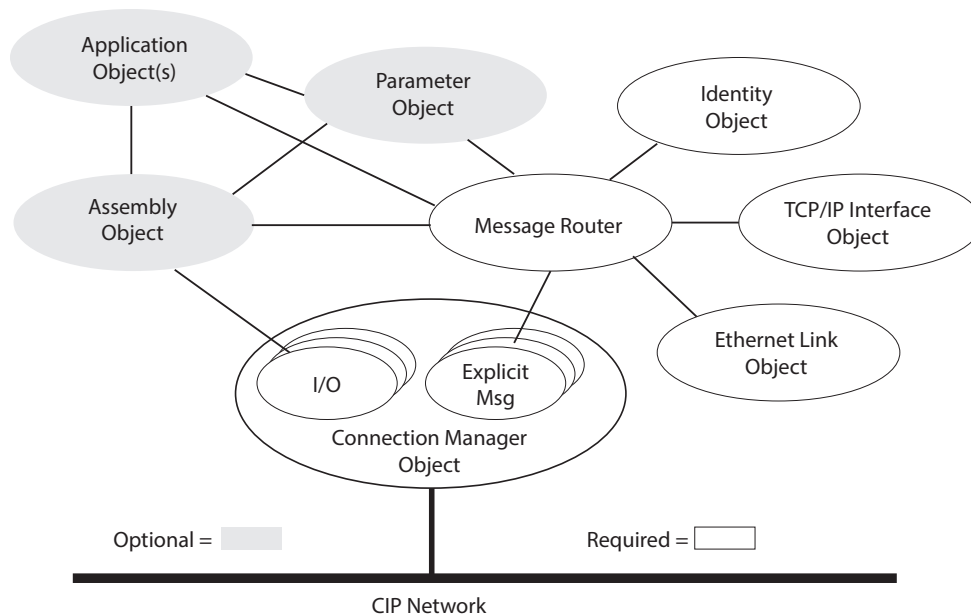 Application
Object(s)
Parameter
Object
Identity
Object
Assembly
Object
Message Router
TCP/IP Interface
Object
Ethernet Link
Object
I/O
Explicit
Msg
Connection Manager
Object
Optional =
Required =
CIP Network